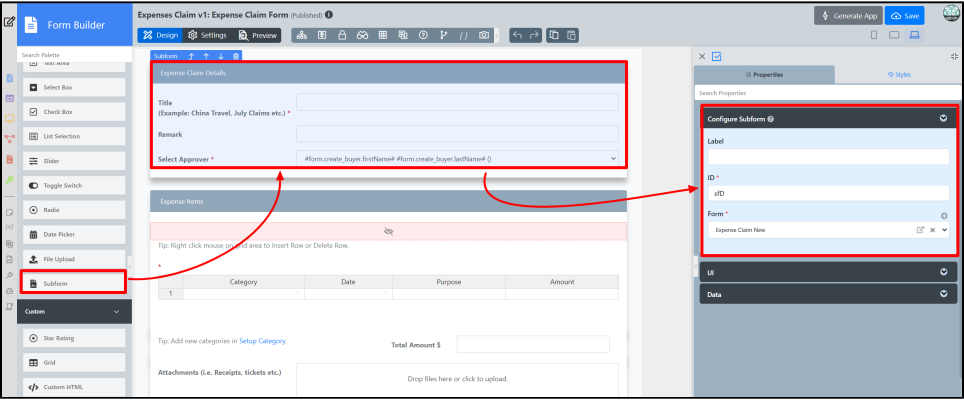 Form Builder
Expenses Claim v1: Expense Claim Form (Published)
Generate App
Save
Design
Settings
Preview
Search Palette
Text Area
Select Box
Check Box
List Selection
Slider
Toggle Switch
Radio
Date Picker
File Upload
Subform
Custom
Star Rating
Grid
Custom HTML
Subform
Expense Claim Details
Title
(Example: China Travel, July Claims etc.) *
Remark
Select Approver *
#form.create_buyer.firstName# #form.create_buyer.lastName# ()
Expense Items
Tip: Right click mouse on grid area to Insert Row or Delete Row.
*
Category Date Purpose Amount
1
Tip: Add new categories in Setup Category.
Total Amount $
Attachments (i.e. Receipts, tickets etc.)
Drop files here or click to upload.
Properties
Styles
Search Properties
Configure Subform
Label
ID *
sfD
Form *
Expense Claim New
UI
Data